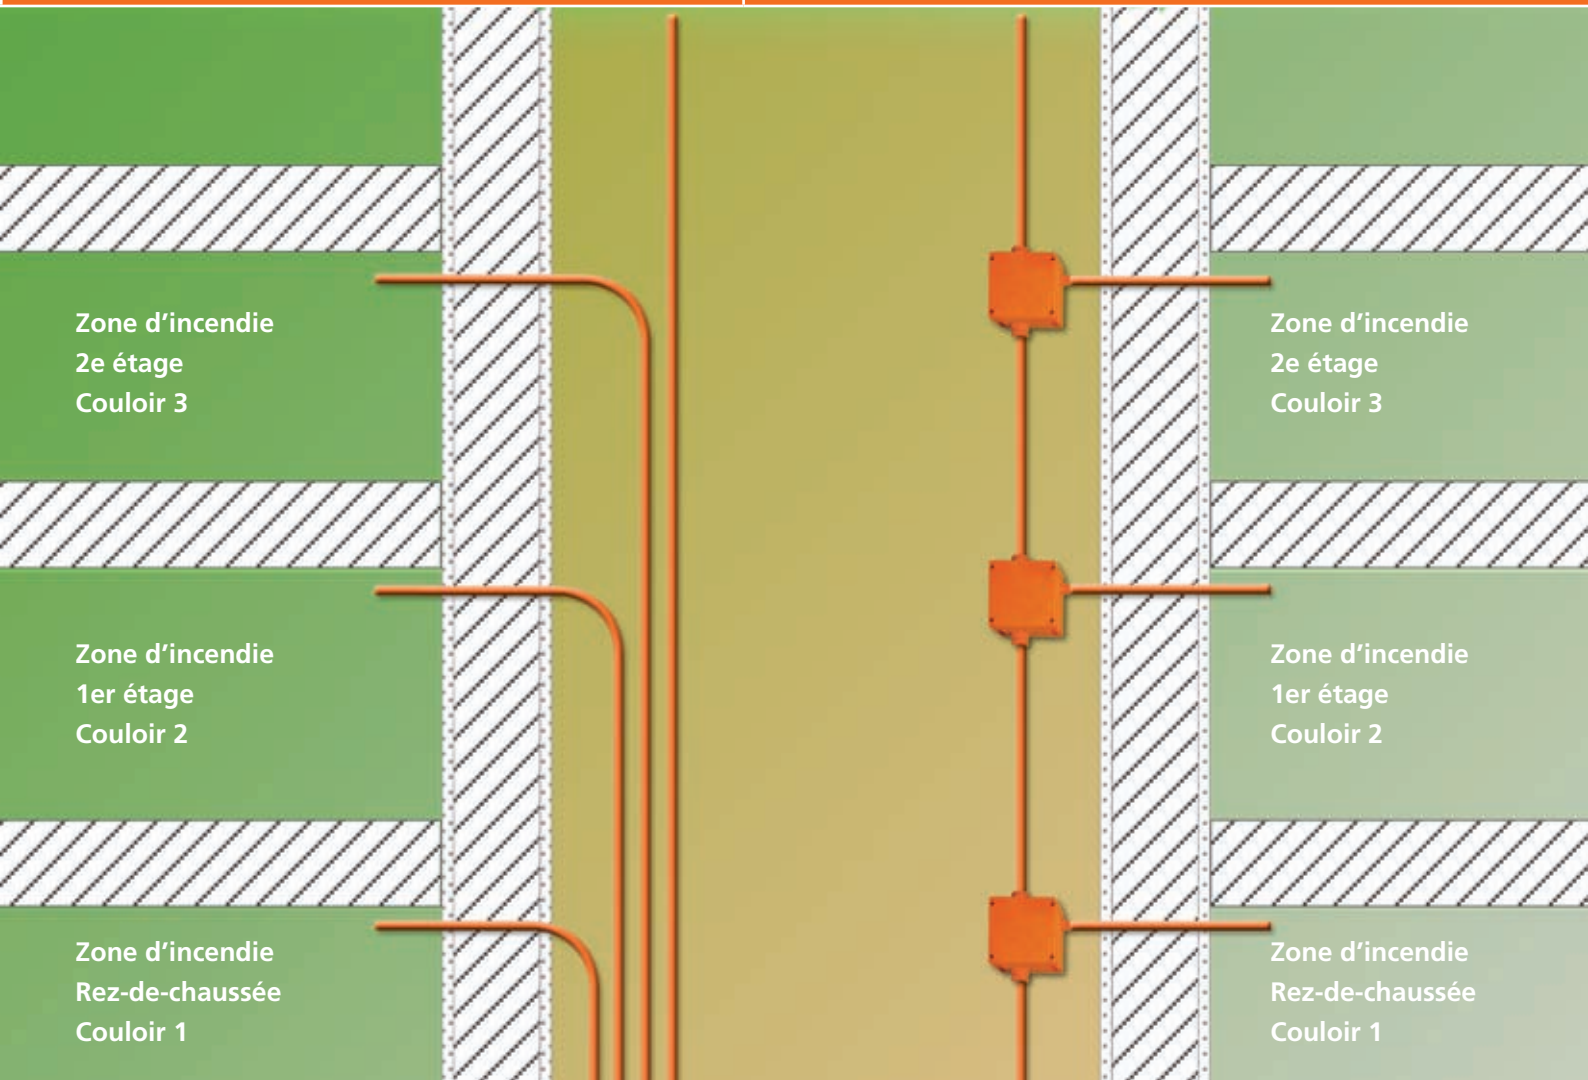 Zone d’incendie
2e étage
Couloir 3
Zone d’incendie
2e étage
Couloir 3
Zone d’incendie
1er étage
Couloir 2
Zone d’incendie
1er étage
Couloir 2
Zone d’incendie
Rez-de-chaussée
Couloir 1
Zone d’incendie
Rez-de-chaussée
Couloir 1